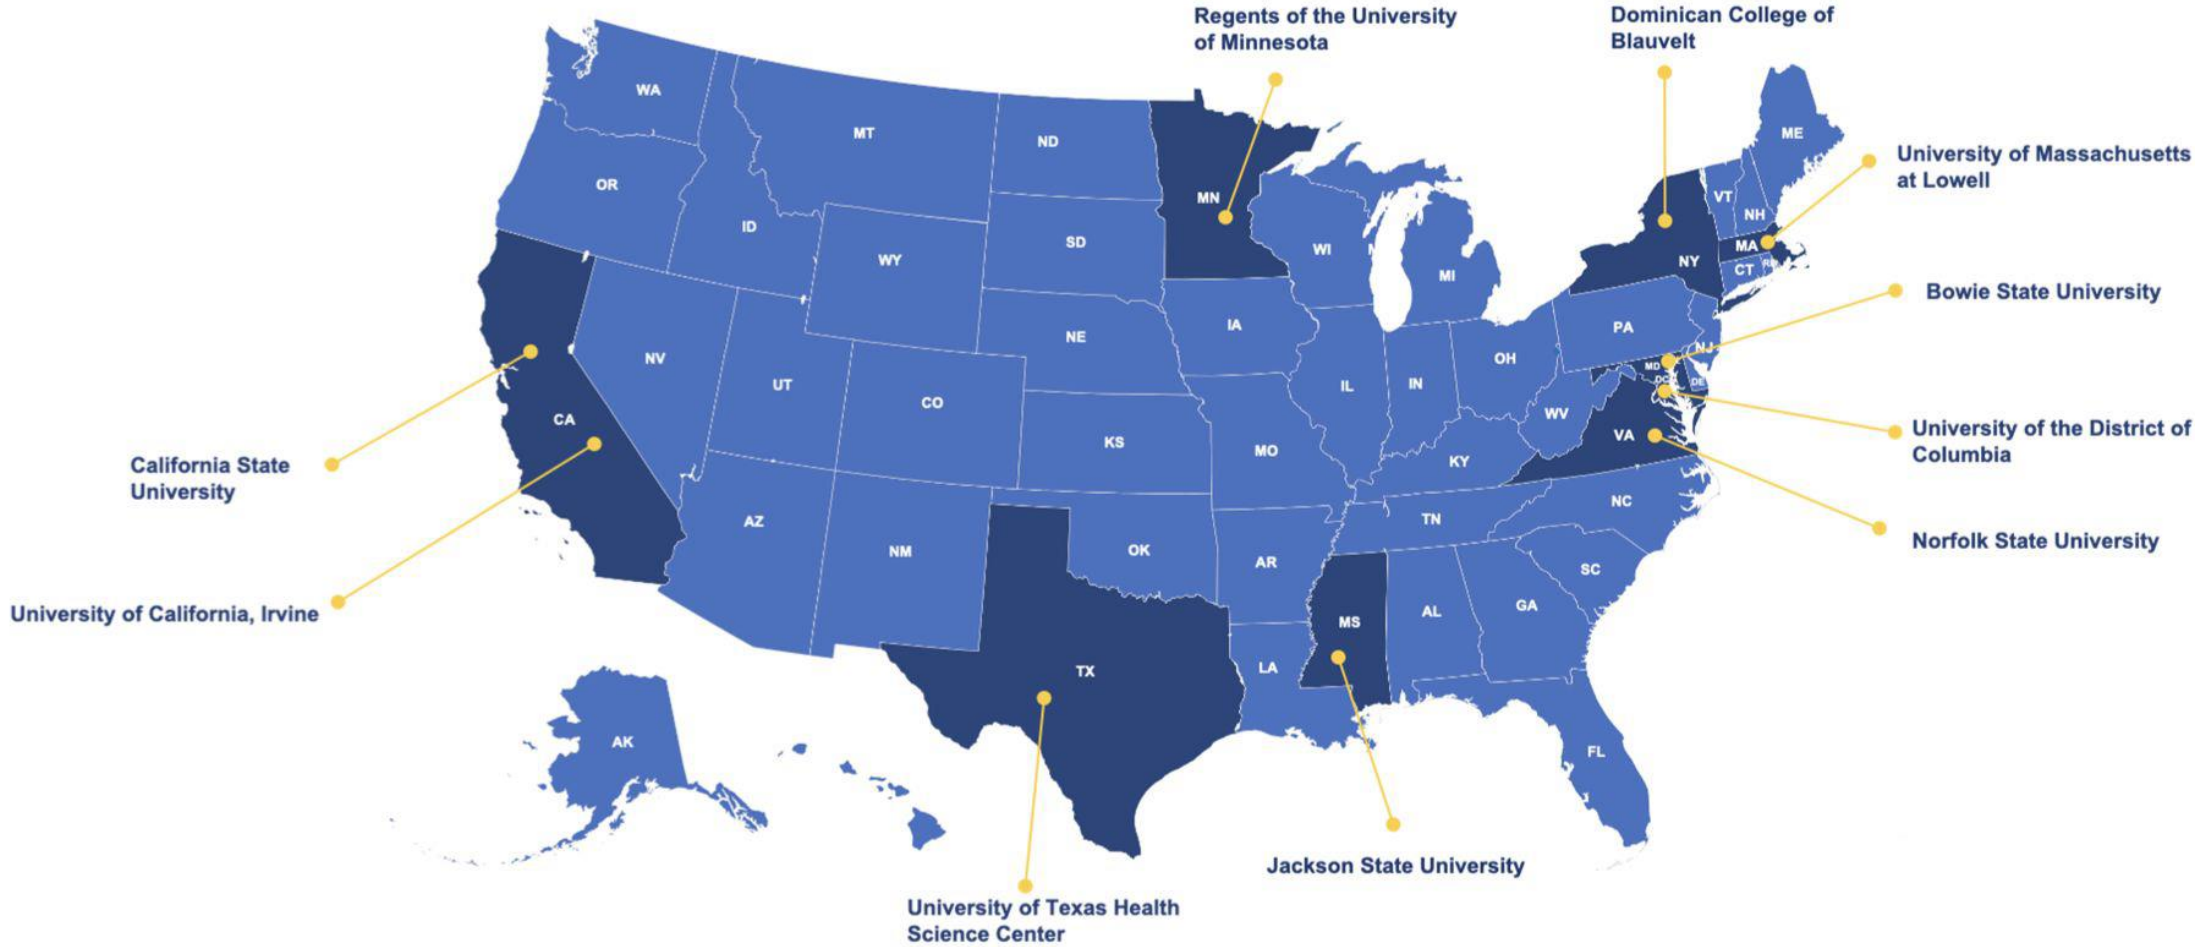 Regents of the University
of Minnesota
Dominican College of
Blauvelt
WA
MT
ND
ME
MN
OR
University of Massachusetts
at Lowell
VT
NH
ID
SD
WI
MA
WY
MI
NY
CT
RI
Bowie State University
IA
PA
NE
NV
OH
NJ
UT
IL
IN
MD
DC
DE
CO
CA
WV
VA
University of the District of
Columbia
KS
MO
KY
California State
University
NC
AZ
TN
Norfolk State University
NM
OK
AR
SC
University of California, Irvine
MS
AL
GA
TX
LA
AK
FL
Jackson State University
University of Texas Health
Science Center